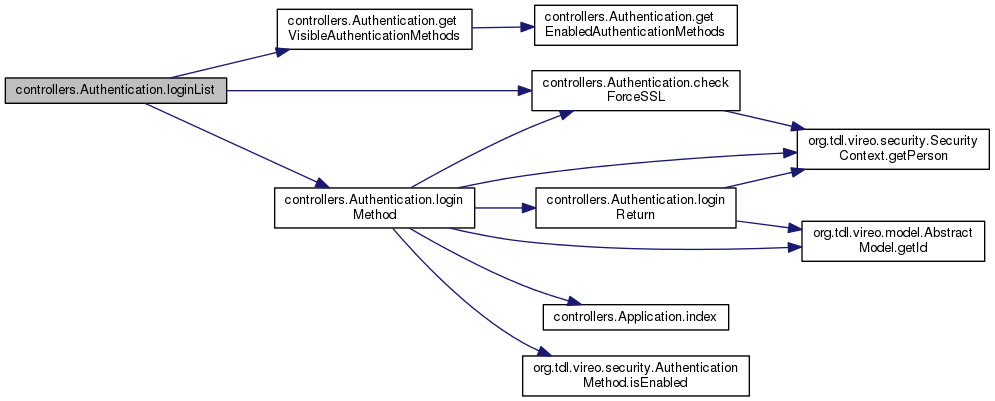 controllers.Authentication.get
VisibleAuthenticationMethods
controllers.Authentication.get
EnabledAuthenticationMethods
controllers.Authentication.loginList
controllers.Authentication.check
ForceSSL
org.tdl.vireo.security.Security
Context.getPerson
controllers.Authentication.login
Method
controllers.Authentication.login
Return
org.tdl.vireo.model.Abstract
Model.getId
controllers.Application.index
org.tdl.vireo.security.Authentication
Method.isEnabled